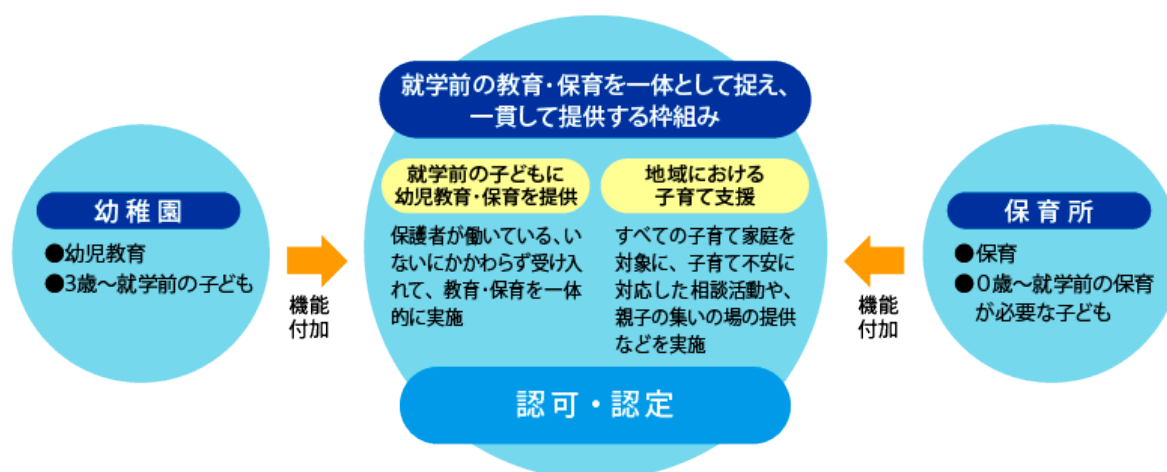 就学前の教育・保育を一体として捉え、
一貫して提供する枠組み
幼稚園
●幼児教育
●3歳～就学前の子ども
機能
付加
就学前の子どもに
幼児教育・保育を提供
保護者が働いている、い
ないにかかわらず受け入
れて、教育・保育を一体
的に実施
地域における
子育て支援
すべての子育て家庭を
対象に、子育て不安に
対応した相談活動や、
親子の集いの場の提供
などを実施
認可・認定
機能
付加
保育所
●保育
●0歳～就学前の保育
が必要な子ども